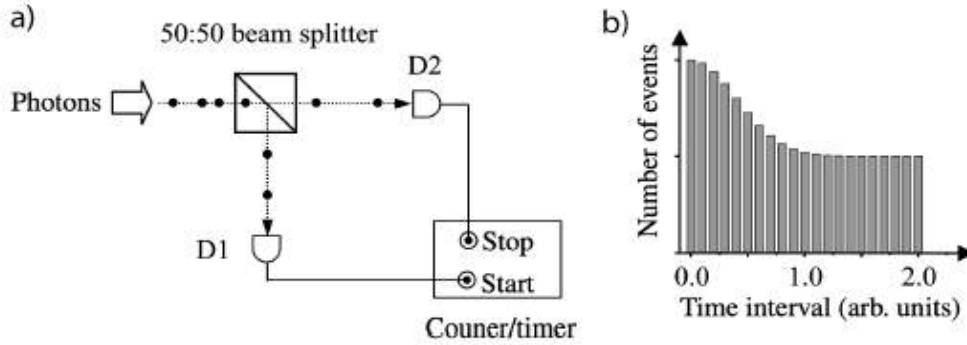 a)
50:50 beam splitter
D2
Photons
D1
Stop
Start
Couner/timer
b)
Number of events
0.0 1.0 2.0
Time interval (arb. units)